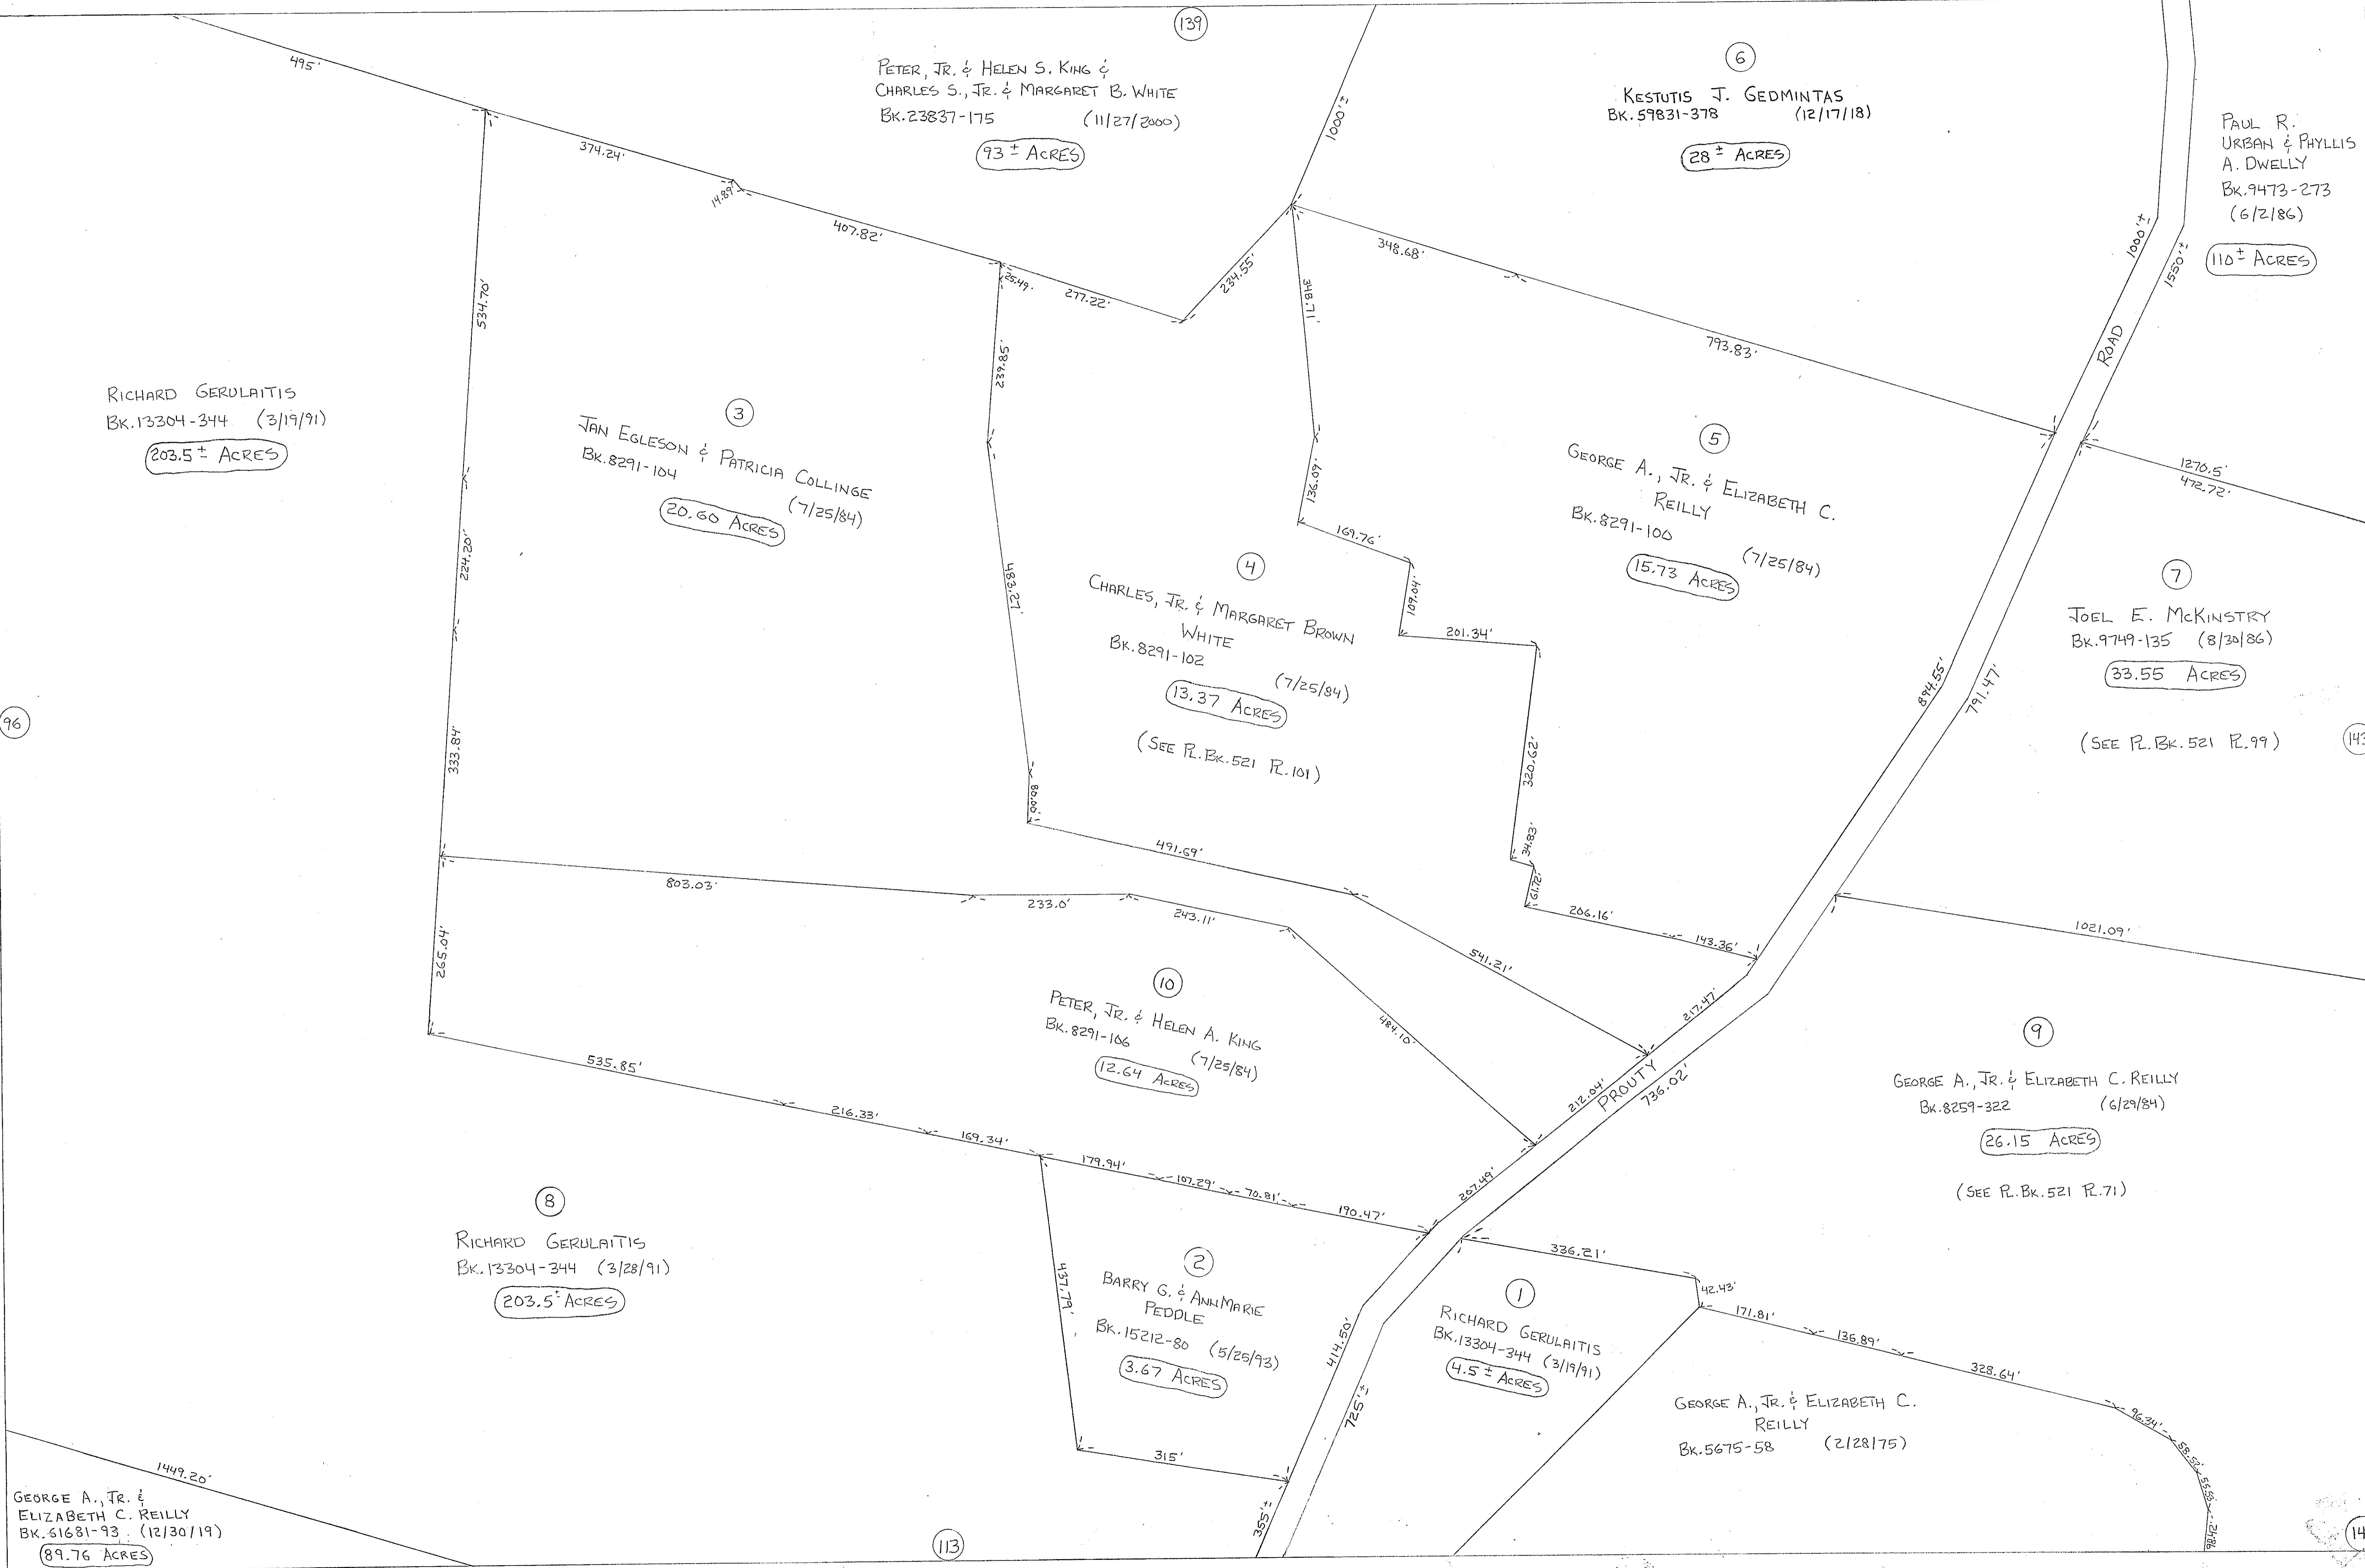 139
6
495'
PETER, JR. & HELEN S. KING &
CHARLES S., JR. & MARGARET B. WHITE
BK. 23837-175 (11/27/2000)
93 ± ACRES
1000'±
KESTUTIS J. GEDMINTAS
BK. 59831-378 (12/17/18)
28 ± ACRES
PAUL R.
URBAN & PHYLLIS
A. DWELLY
BK. 9473-273
(6/2/86)
110 ± ACRES
374.24'
14.89'
407.82'
25.49'
277.22'
234.55'
348.71'
348.68'
793.83'
1000'±
1550'±
ROAD
534.70'
239.85'
RICHARD GERULAITIS
BK. 13304-344 (3/19/91)
203.5 ± ACRES
3
JAN EGLESON & PATRICIA COLLINGE
BK. 8291-104
(7/25/84)
20.60 ACRES
136.09'
169.76'
109.04'
201.34'
5
GEORGE A., JR. & ELIZABETH C.
REILLY
BK. 8291-100
(7/25/84)
15.73 ACRES
1270.5'
472.72'
224.20'
483.27'
4
CHARLES, JR. & MARGARET BROWN
WHITE
BK. 8291-102
(7/25/84)
13.37 ACRES
(SEE PL. BK. 521 PL. 101)
7
JOEL E. MCKINSTRY
BK. 9749-135 (8/30/86)
33.55 ACRES
(SEE PL. BK. 521 PL. 99)
143
894.55'
791.47'
96
333.84'
80.00'
320.62'
34.83'
61.72'
491.69'
803.03'
233.0'
243.11'
206.16'
143.36'
1021.09'
265.04'
541.21'
217.47'
484.10'
10
PETER, JR. & HELEN A. KING
BK. 8291-106
(7/25/84)
12.64 ACRES
212.04'
PROUTY
736.02'
9
GEORGE A., JR. & ELIZABETH C. REILLY
BK. 8259-322 (6/29/84)
26.15 ACRES
(SEE PL. BK. 521 PL. 71)
535.85'
216.33'
169.34'
179.94'
107.29'
70.81'
190.47'
207.49'
8
RICHARD GERULAITIS
BK. 13304-344 (3/28/91)
203.5 ± ACRES
437.79'
2
BARRY G. & ANNMARIE
PEDDLE
BK. 15212-80 (5/25/93)
3.67 ACRES
336.21'
42.43'
1
RICHARD GERULAITIS
BK. 13304-344 (3/19/91)
4.5 ± ACRES
171.81'
136.89'
328.64'
414.50'
725'±
GEORGE A., JR. & ELIZABETH C.
REILLY
BK. 5675-58 (2/28/75)
96.34'
58.52'
315'
355'±
1449.20'
GEORGE A., JR. &
ELIZABETH C. REILLY
BK. 61681-93 (12/30/19)
89.76 ACRES
113
14